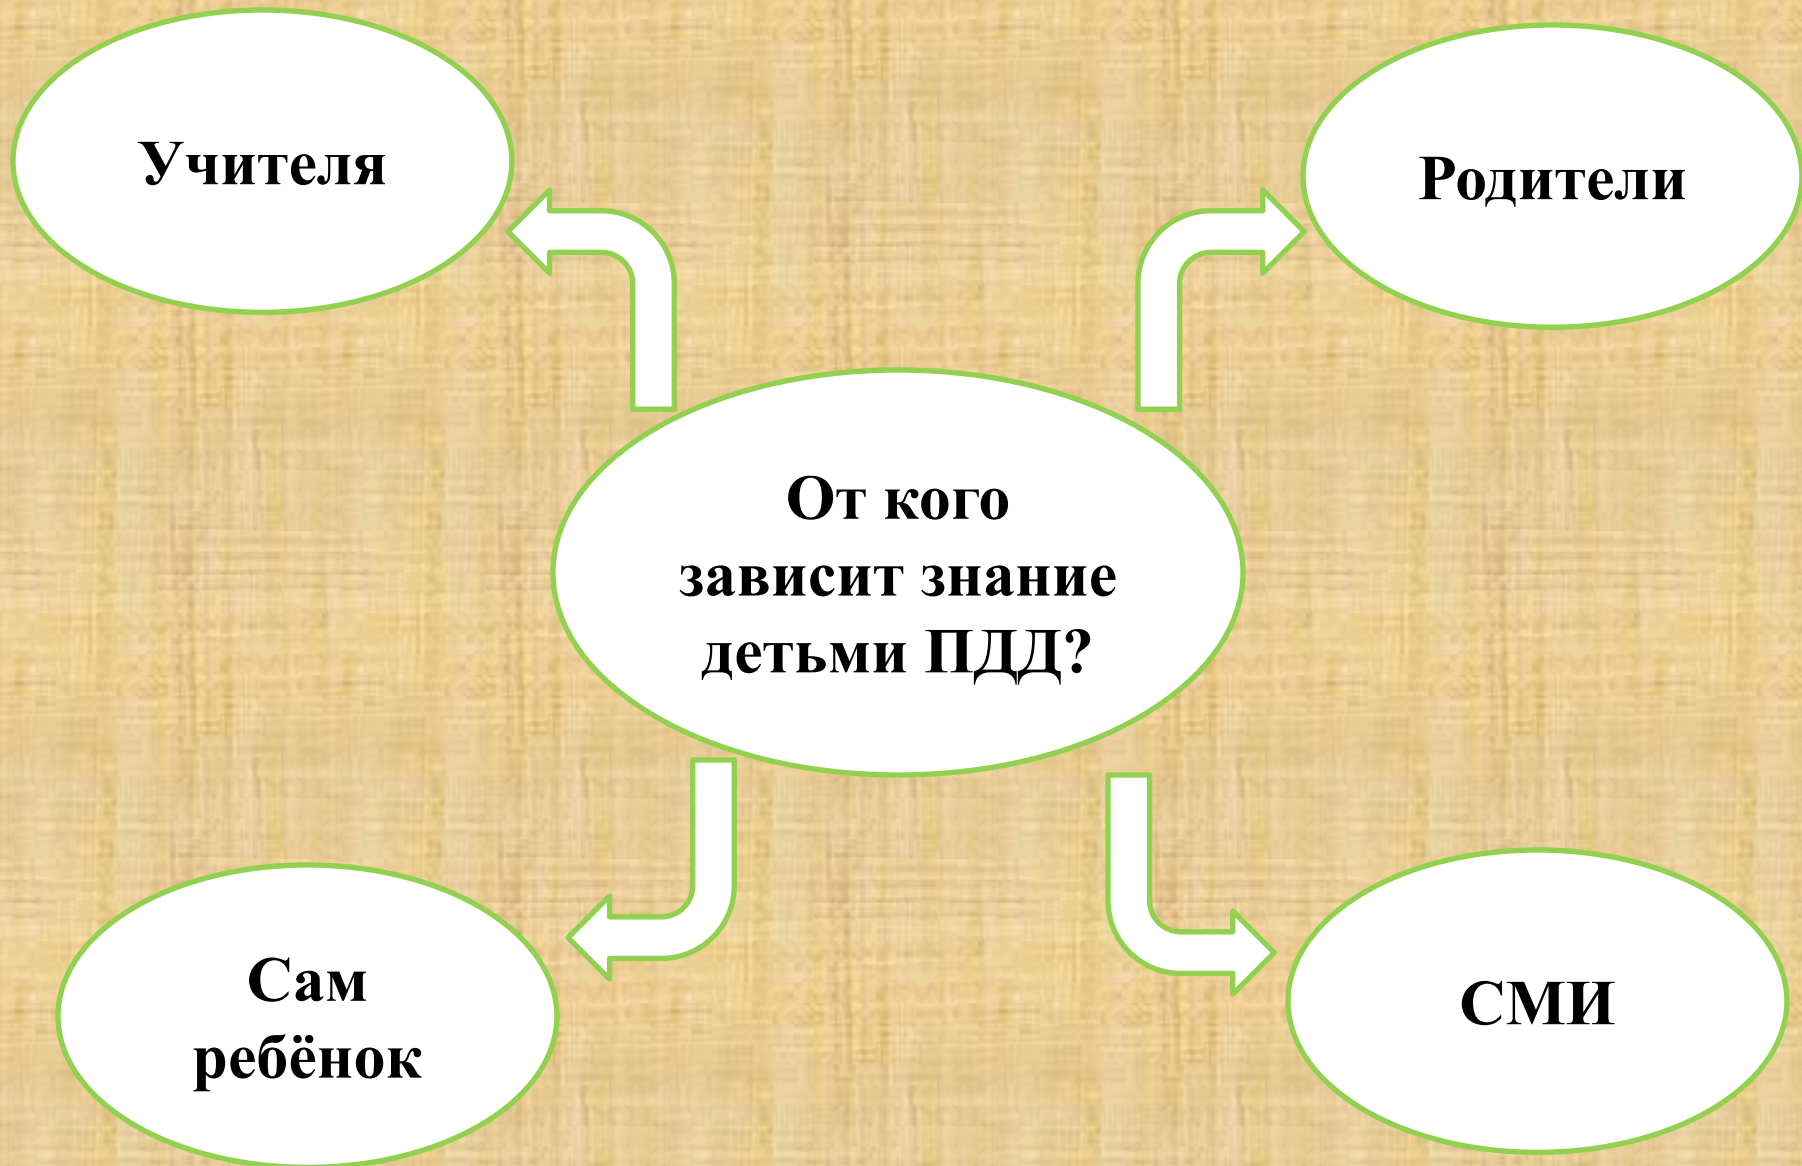 Учителя
Родители
От кого
зависит знание
детьми ПДД?
Сам
ребёнок
СМИ